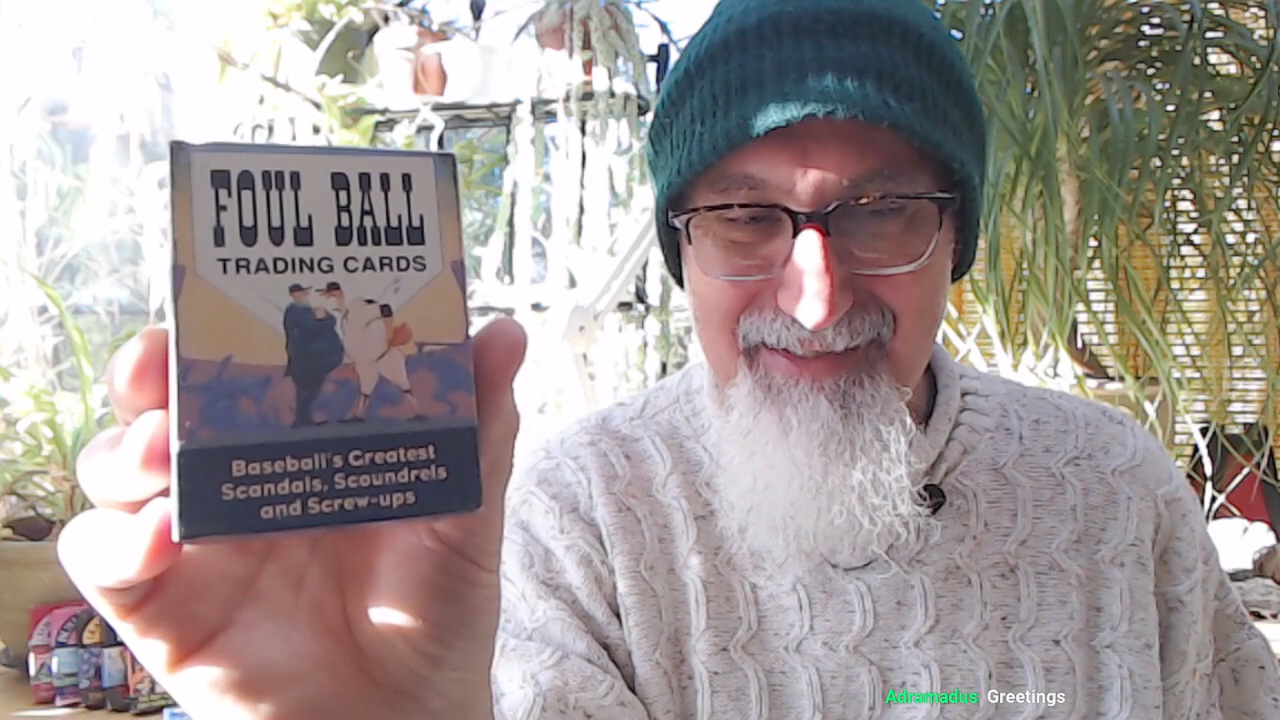 FOUL BALL
TRADING CARDS
Baseball's Greatest
Scandals, Scoundrels
and Screw-ups
Adramadus Greetings